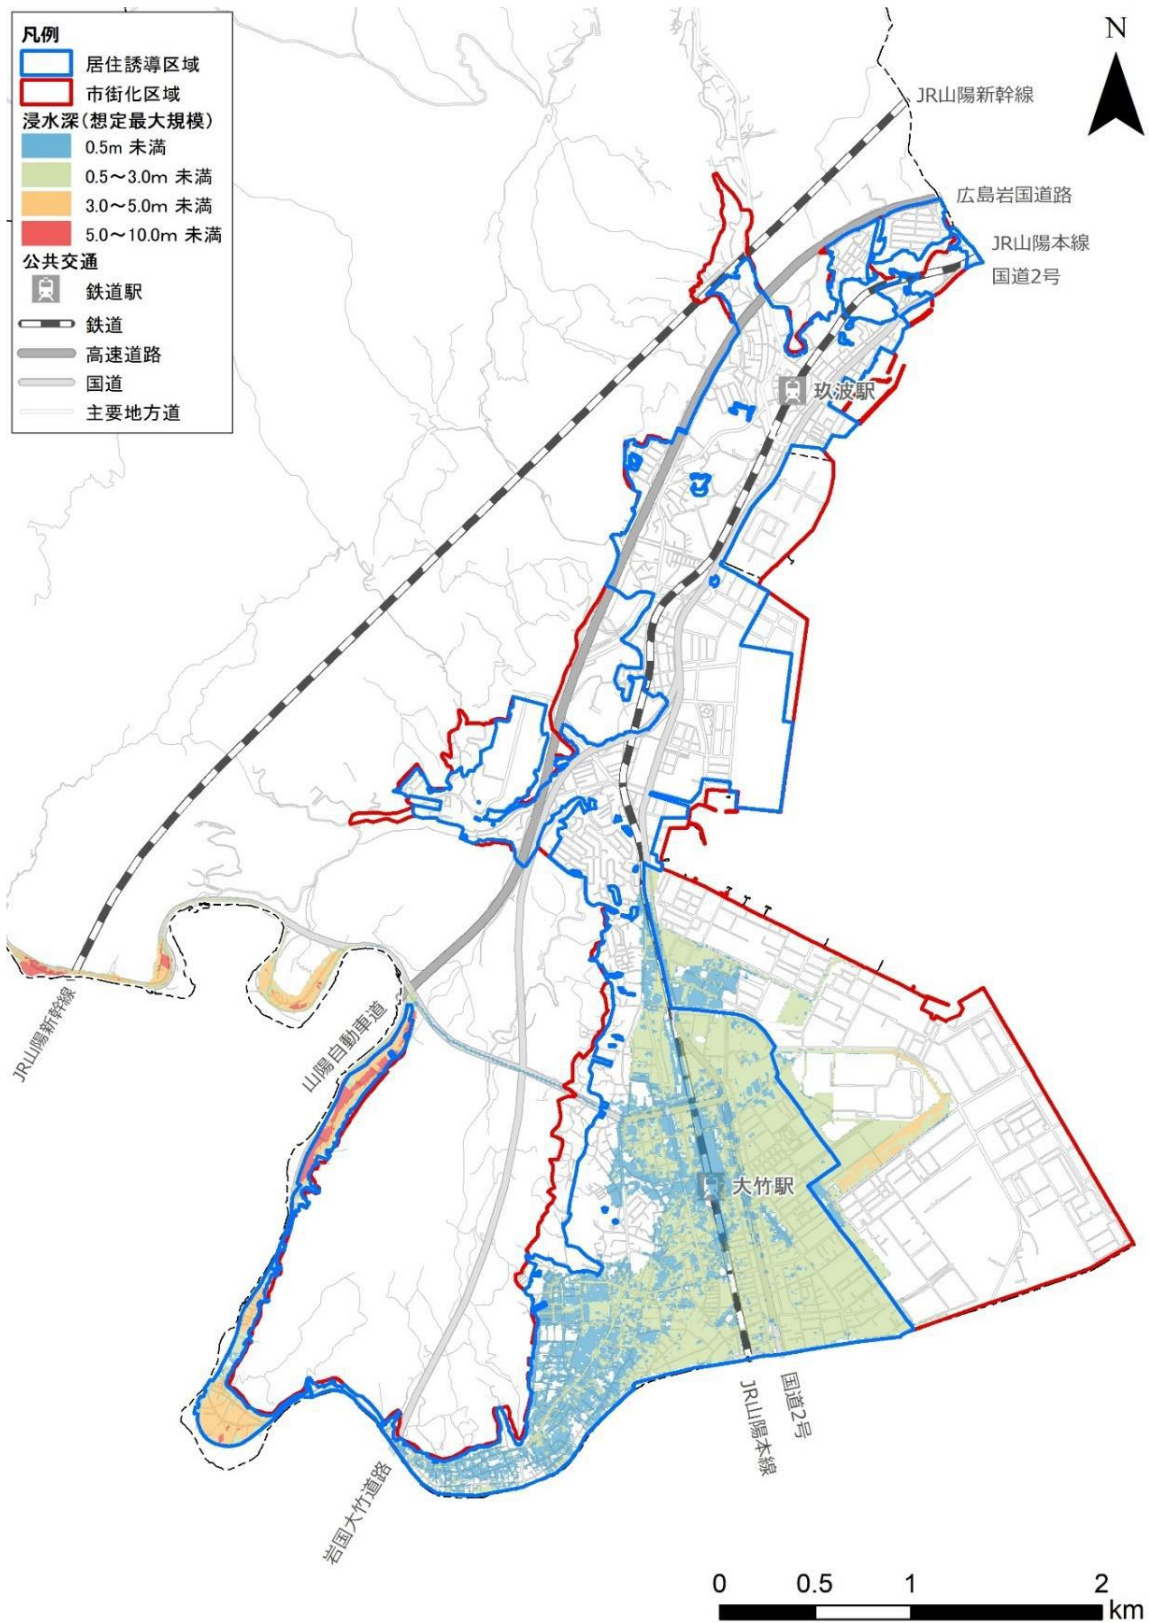 凡例
居住誘導区域
市街化区域
浸水深(想定最大規模)
0.5m 未満
0.5～3.0m 未満
3.0～5.0m 未満
5.0～10.0m 未満
公共交通
鉄道駅
鉄道
高速道路
国道
主要地方道
N
JR山陽新幹線
広島岩国道路
JR山陽本線
国道2号
玖波駅
JR山陽新幹線
山陽自動車道
大竹駅
岩国大竹道路
JR山陽本線
国道2号
0 0.5 1 2
km